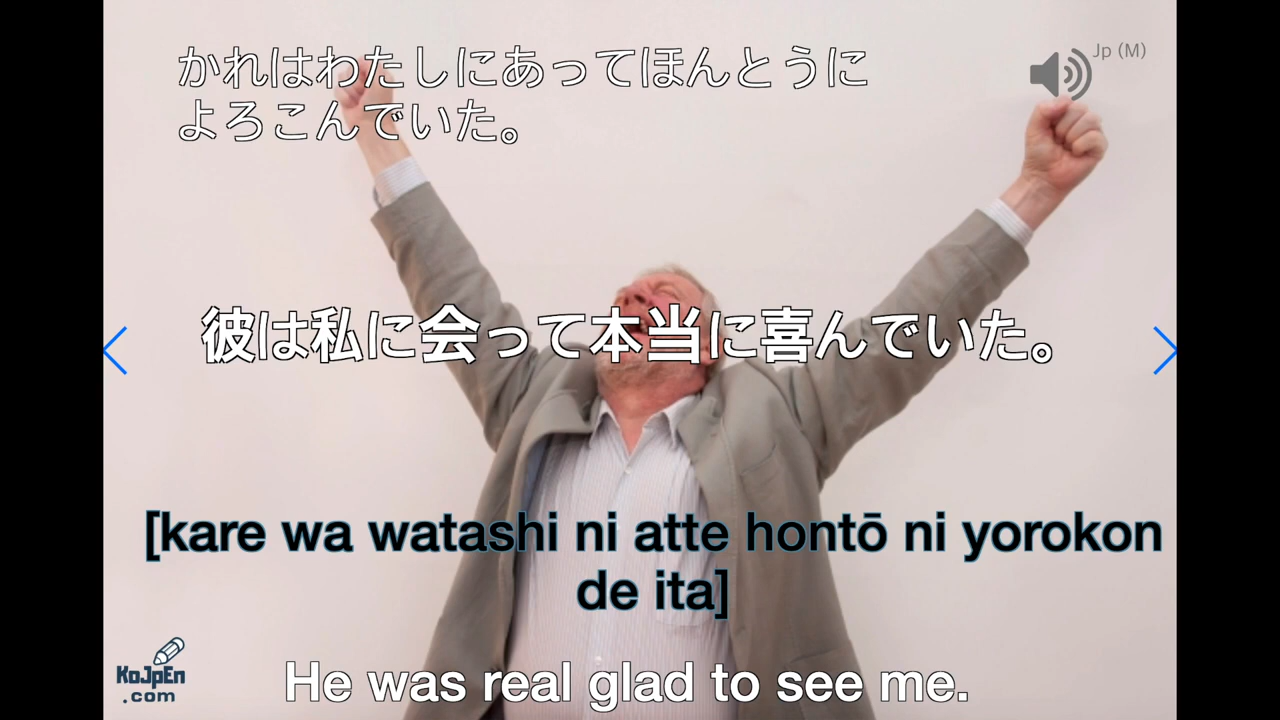 かれはわたしにあってほんとうに
よろこんでいた。
Jp (M)
彼は私に会って本当に喜んでいた。
[kare wa watashi ni atte hontō ni yorokon
de ita]
He was real glad to see me.
KoJpEn
.com